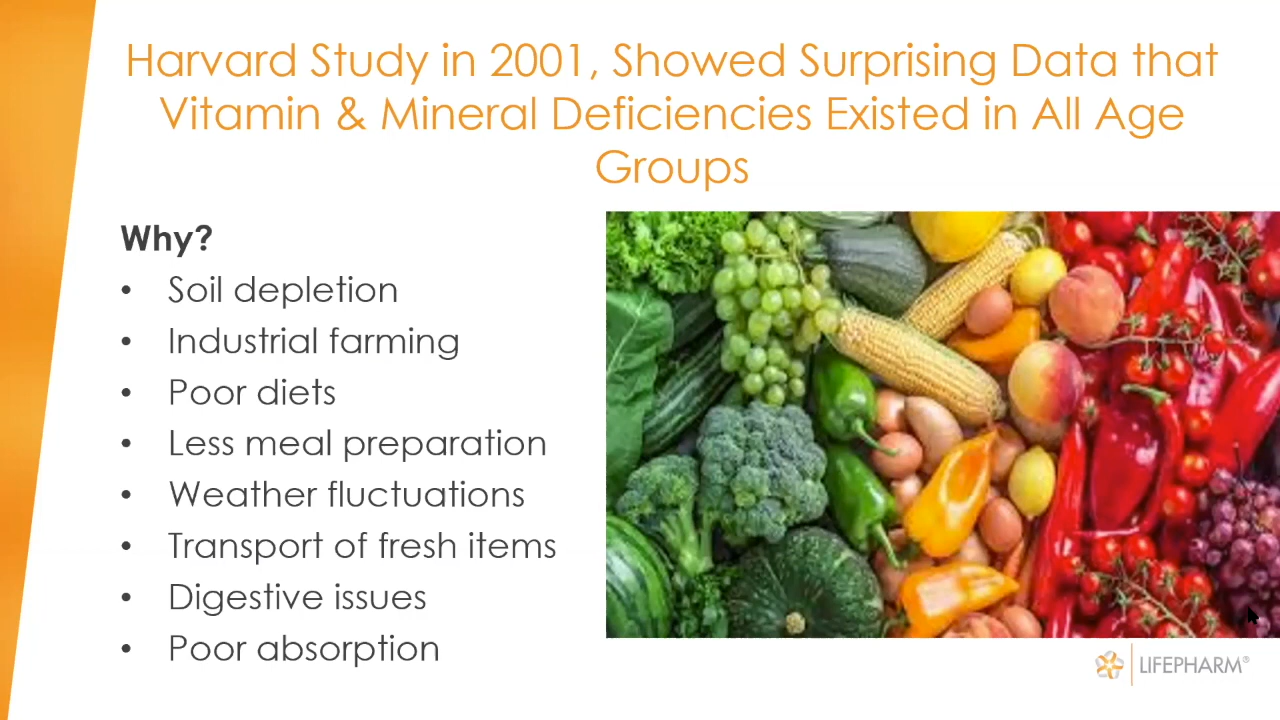 Harvard Study in 2001, Showed Surprising Data that
Vitamin & Mineral Deficiencies Existed in All Age
Groups
Why?
• Soil depletion
• Industrial farming
• Poor diets
• Less meal preparation
• Weather fluctuations
• Transport of fresh items
• Digestive issues
• Poor absorption
LIFEPHARM®